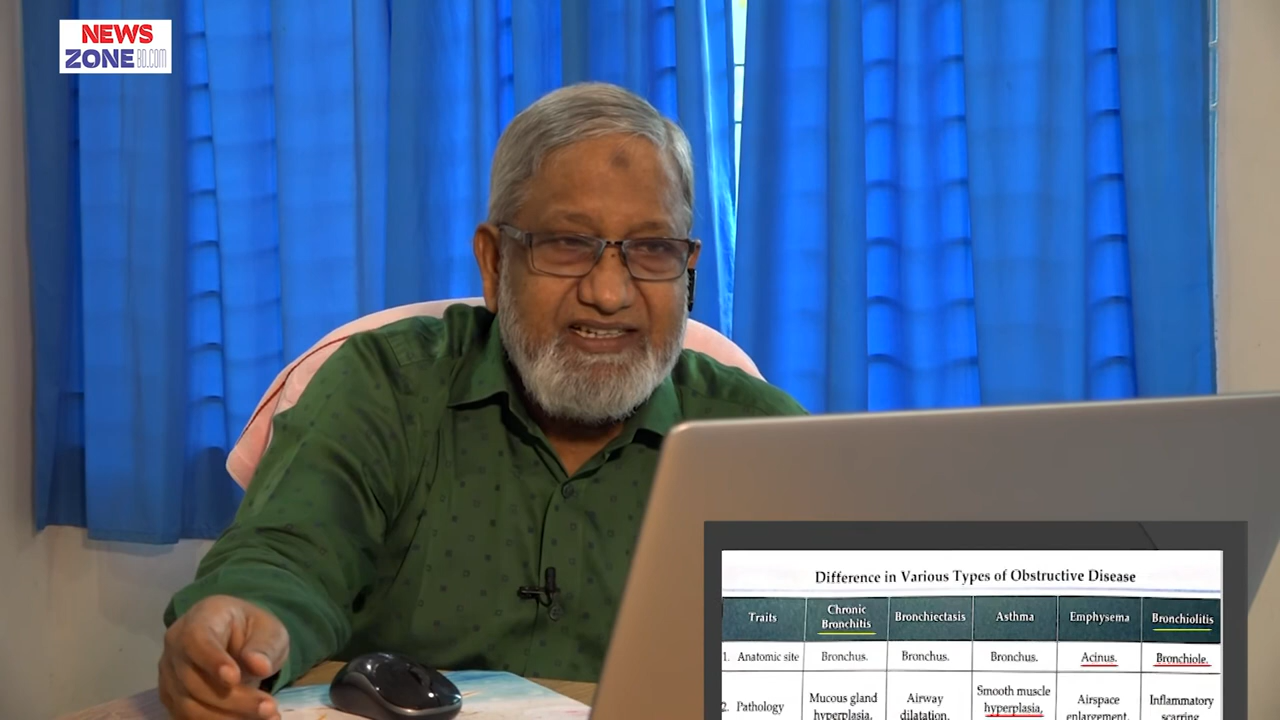 NEWS
ZONE BD.COM
Difference in Various Types of Obstructive Disease
Traits Chronic Bronchitis Bronchiectasis Asthma Emphysema Bronchiolitis
1. Anatomic site Bronchus. Bronchus. Bronchus. Acinus. Bronchiole.
2. Pathology Mucous gland hyperplasia, Airway dilatation, Smooth muscle hyperplasia, Airspace enlargement, Inflammatory scarring